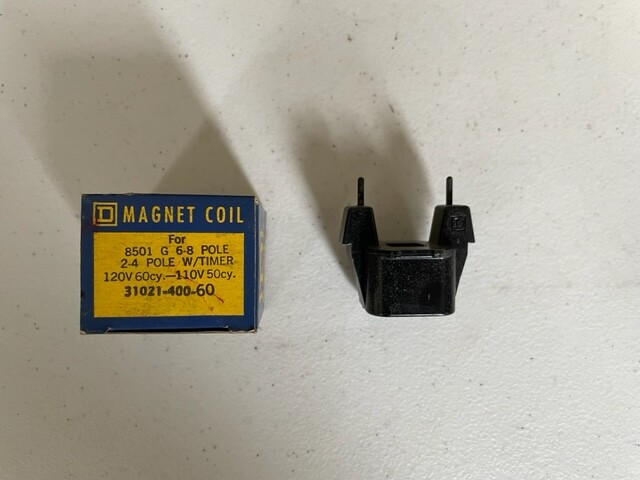 D MAGNET COIL
For
8501 G 6-8 POLE
2-4 POLE W/TIMER
120V 60cy.—110V 50cy.
31021-400-60
D